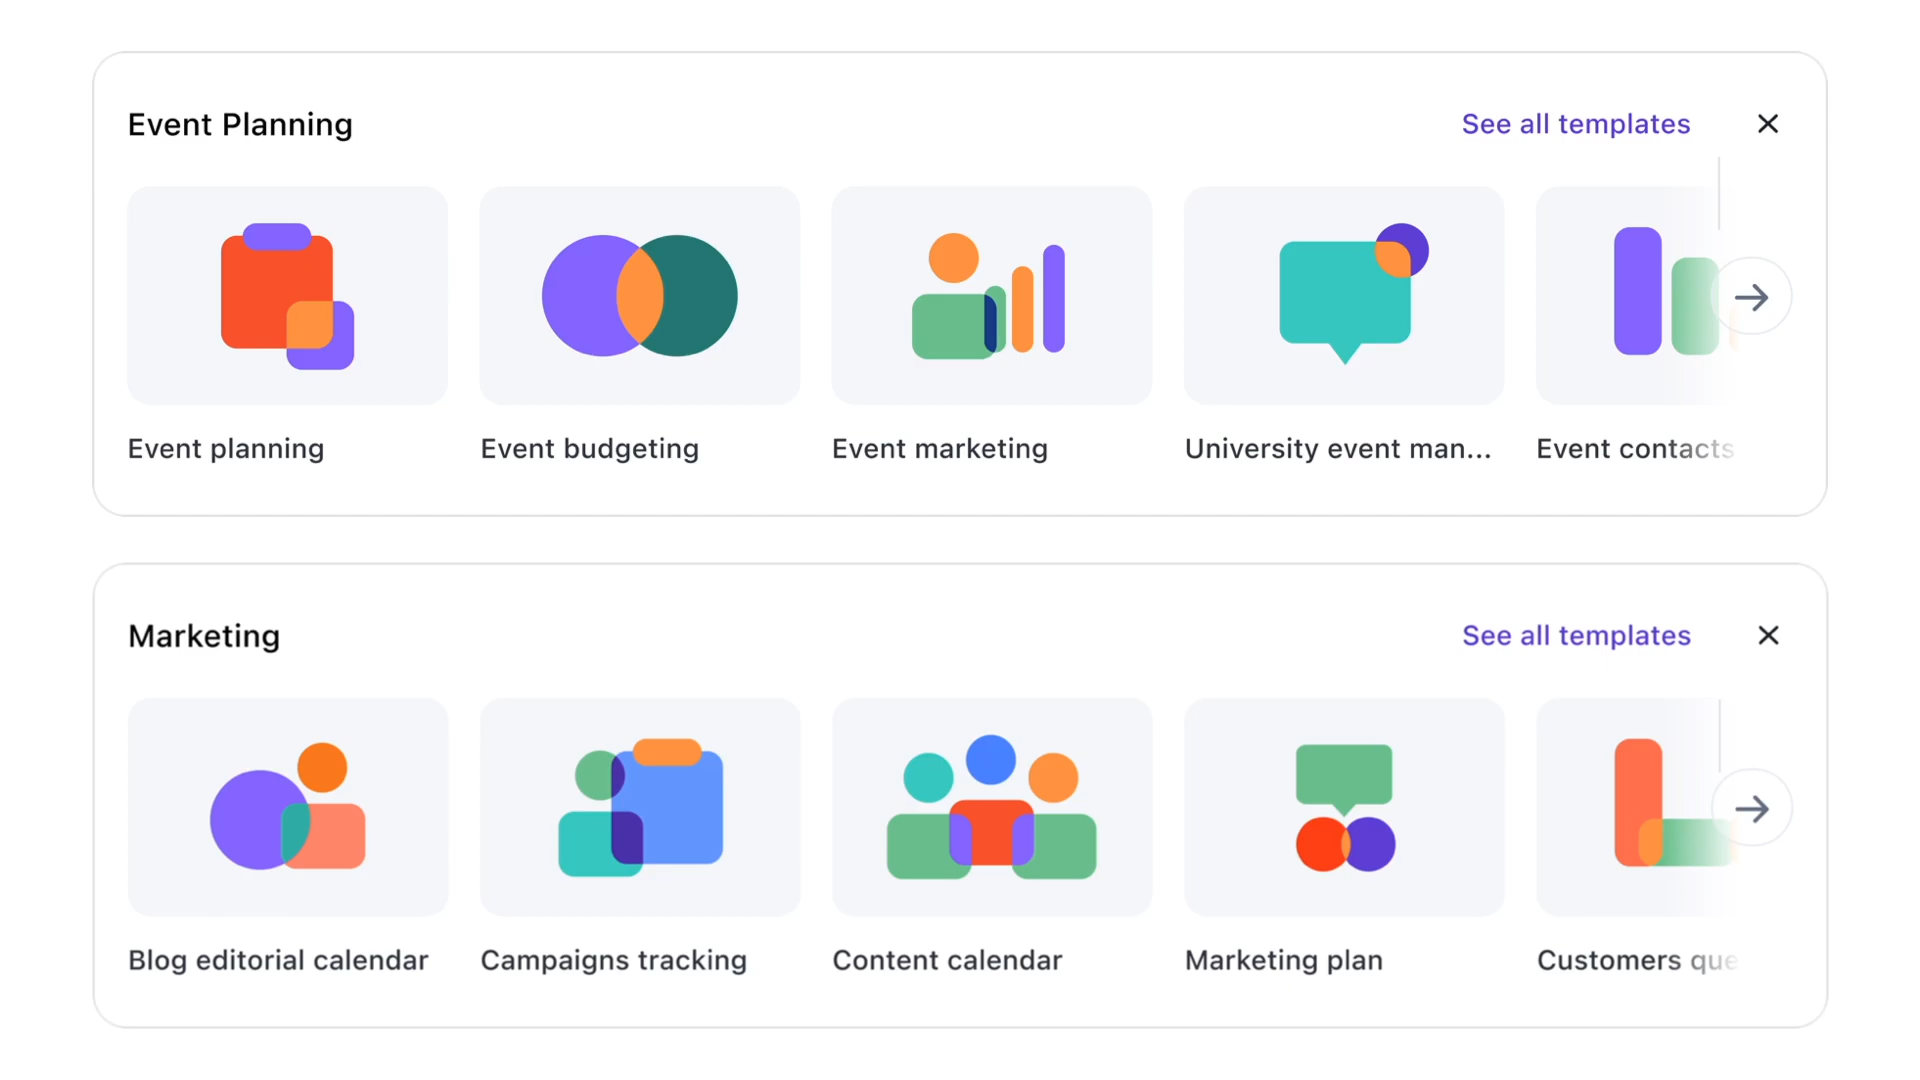 Event Planning
See all templates
Event planning
Event budgeting
Event marketing
University event man...
Event contacts
Marketing
See all templates
Blog editorial calendar
Campaigns tracking
Content calendar
Marketing plan
Customers que